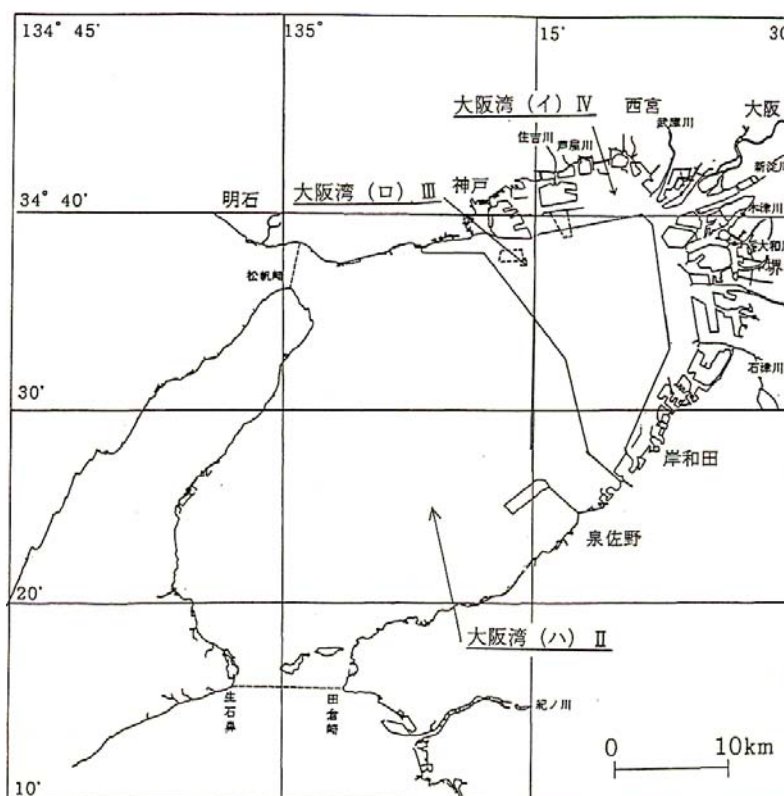 134° 45'
135°
15'
30
大阪湾（イ）Ⅳ
西宮
大阪
武庫川
住吉川
芦屋川
新淀川
34° 40'
明石
大阪湾（ロ）Ⅲ
神戸
木津川
大和川
堺
松帆崎
石津川
30'
岸和田
泉佐野
20'
大阪湾（ハ）Ⅱ
生石鼻
田倉崎
紀ノ川
0
10km
10'